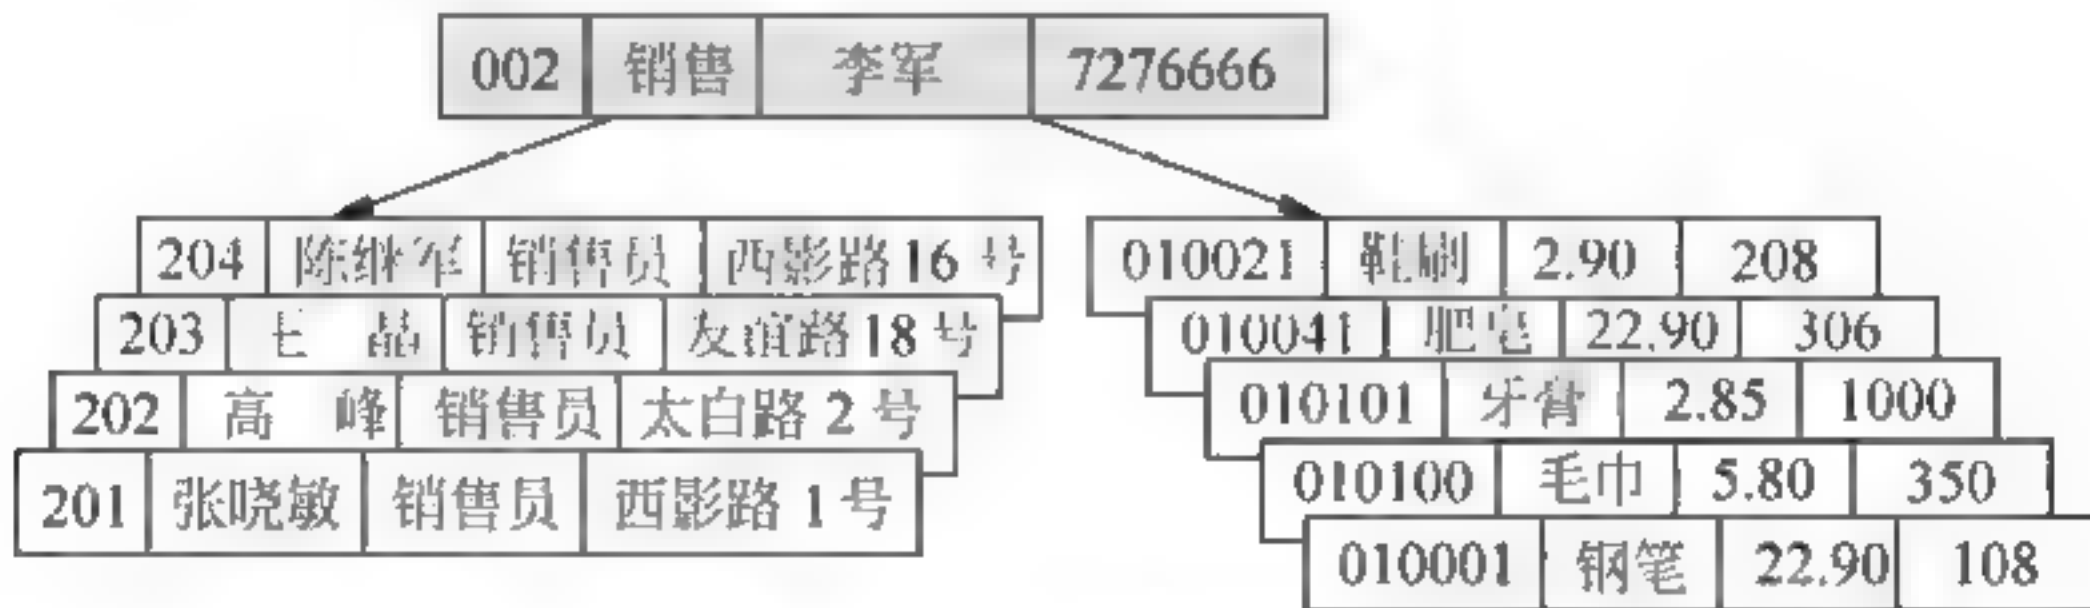 002 销售 李军 7276666
204 陈继军 销售员 西影路 16 号 010021 鞋刷 2.90 208
203 晶 销售员 友谊路 18 号 010041 肥皂 22.90 306
202 高 峰 销售员 太白路 2 号 010101 牙膏 2.85 1000
201 张晓敏 销售员 西影路 1 号 010100 毛巾 5.80 350
010001 钢笔 22.90 108